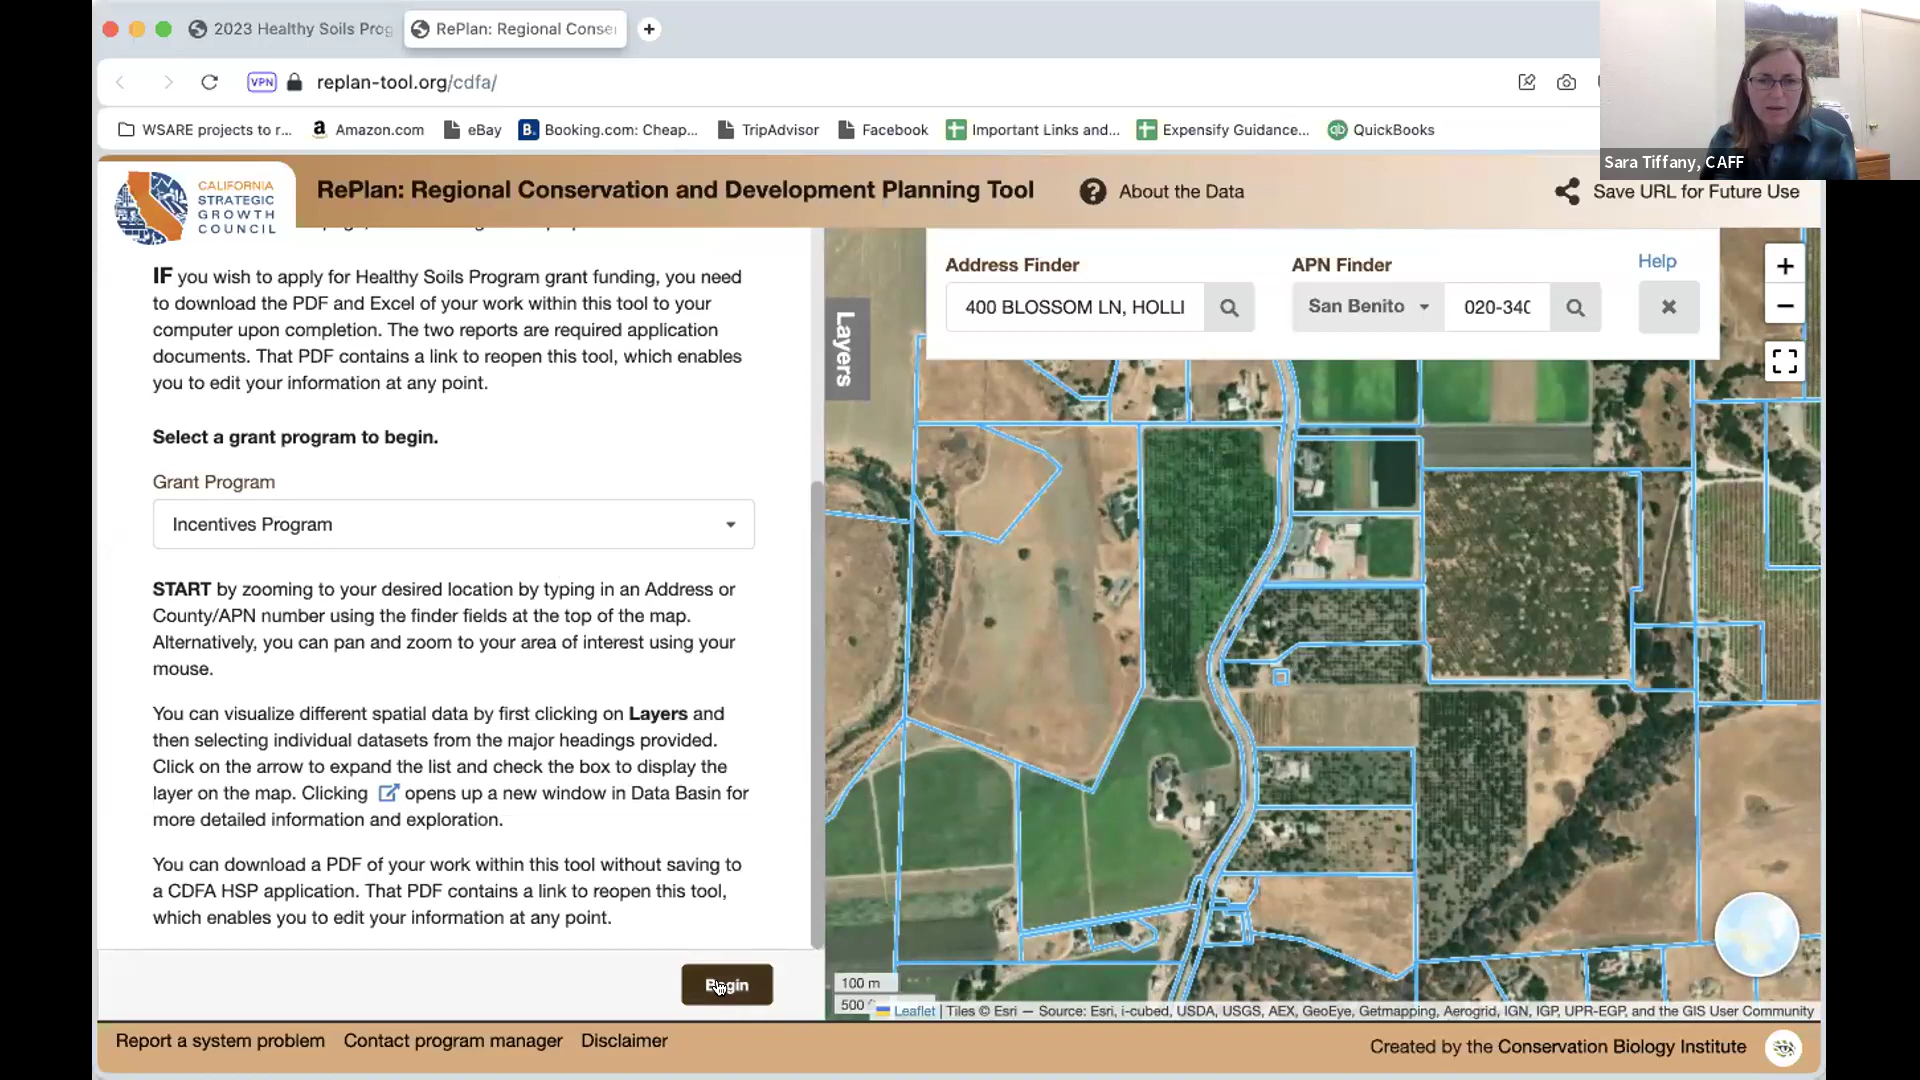 2023 Healthy Soils Prog
RePlan: Regional Conser
VPN
replan-tool.org/cdfa/
WSARE projects to r...
Amazon.com
eBay
Booking.com: Cheap...
TripAdvisor
Facebook
Important Links and...
Expensify Guidance...
QuickBooks
Sara Tiffany, CAFF
CALIFORNIA
STRATEGIC
GROWTH
COUNCIL
RePlan: Regional Conservation and Development Planning Tool
About the Data
Save URL for Future Use
IF you wish to apply for Healthy Soils Program grant funding, you need
to download the PDF and Excel of your work within this tool to your
computer upon completion. The two reports are required application
documents. That PDF contains a link to reopen this tool, which enables
you to edit your information at any point.
Select a grant program to begin.
Grant Program
Incentives Program
START by zooming to your desired location by typing in an Address or
County/APN number using the finder fields at the top of the map.
Alternatively, you can pan and zoom to your area of interest using your
mouse.
You can visualize different spatial data by first clicking on Layers and
then selecting individual datasets from the major headings provided.
Click on the arrow to expand the list and check the box to display the
layer on the map. Clicking opens up a new window in Data Basin for
more detailed information and exploration.
You can download a PDF of your work within this tool without saving to
a CDFA HSP application. That PDF contains a link to reopen this tool,
which enables you to edit your information at any point.
Begin
Layers
Address Finder
400 BLOSSOM LN, HOLLI
APN Finder
San Benito
020-340
Help
+
−
100 m
500
Leaflet | Tiles © Esri — Source: Esri, i-cubed, USDA, USGS, AEX, GeoEye, Getmapping, Aerogrid, IGN, IGP, UPR-EGP, and the GIS User Community
Report a system problem
Contact program manager
Disclaimer
Created by the Conservation Biology Institute